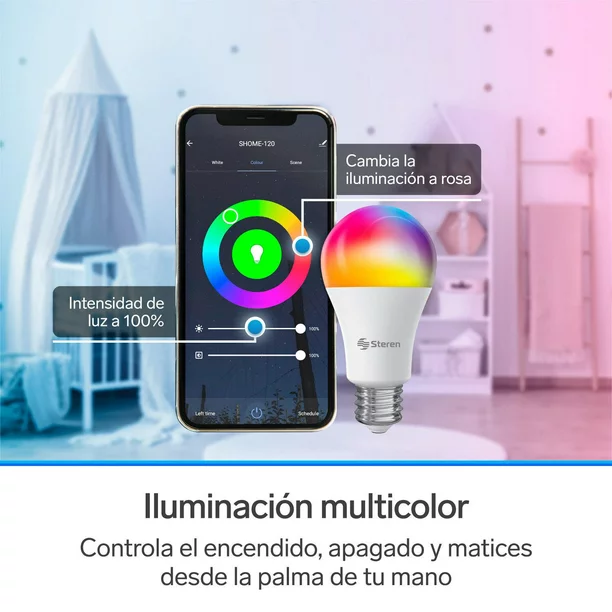 SHOME-120
White Colour Scene
Cambia la
iluminación a rosa
Intensidad de
luz a 100%
100%
100%
Steren
Left time Schedule
Iluminación multicolor
Controla el encendido, apagado y matices
desde la palma de tu mano